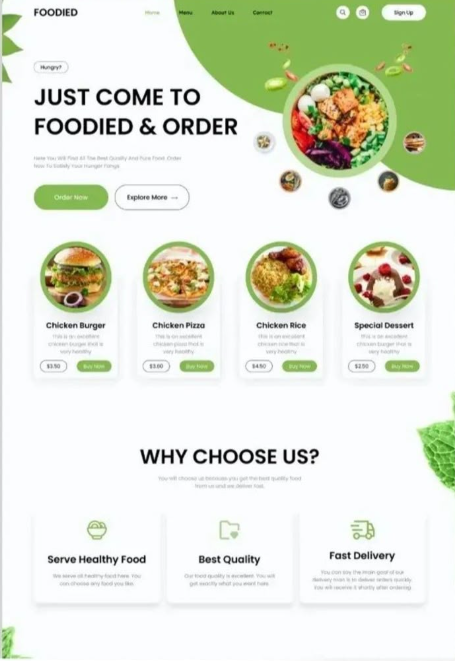 FOODIED
Home Menu About Us Contact Sign Up
Hungry?
JUST COME TO
FOODIED & ORDER
Here You Will Find All The Best Quality And Pure Food. Order
Now To Satisfy Your Hunger.
Order Now Explore More →
Chicken Burger
This is an excellent
chicken burger that is
very healthy
$3.50 Buy Now
Chicken Pizza
This is an excellent
chicken pizza that is
very healthy
Buy Now
Chicken Rice
This is an excellent
chicken rice that is
very healthy
$4.50 Buy Now
Special Dessert
This is an excellent
chicken burger that is
very healthy
$2.50 Buy Now
WHY CHOOSE US?
You will choose us because you get the best quality food
from us and we deliver fast.
Serve Healthy Food
We serve all healthy food here. You
can choose any food you like.
Best Quality
Our food quality is excellent. You will
get exactly what you want here.
Fast Delivery
You can say the main goal of our
delivery man is to deliver orders quickly.
You will receive it shortly after ordering.